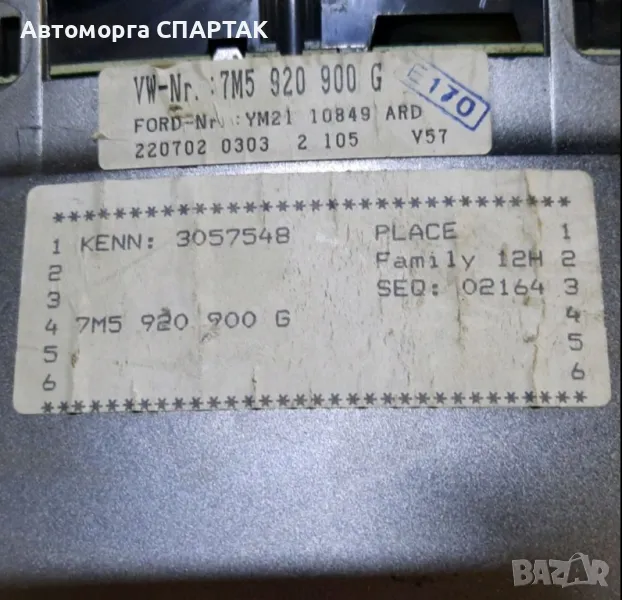 Автоморга СПАРТАК
VW-Nr. :7M5 920 900 G
E170
FORD-Nr. :YM21 10849 ARD
220702 0303 2 105 V57
1 KENN: 3057548 PLACE 1
2 Family 12H 2
3 SEQ: 02164 3
4 7M5 920 900 G 4
5 5
6 6
BAZAR